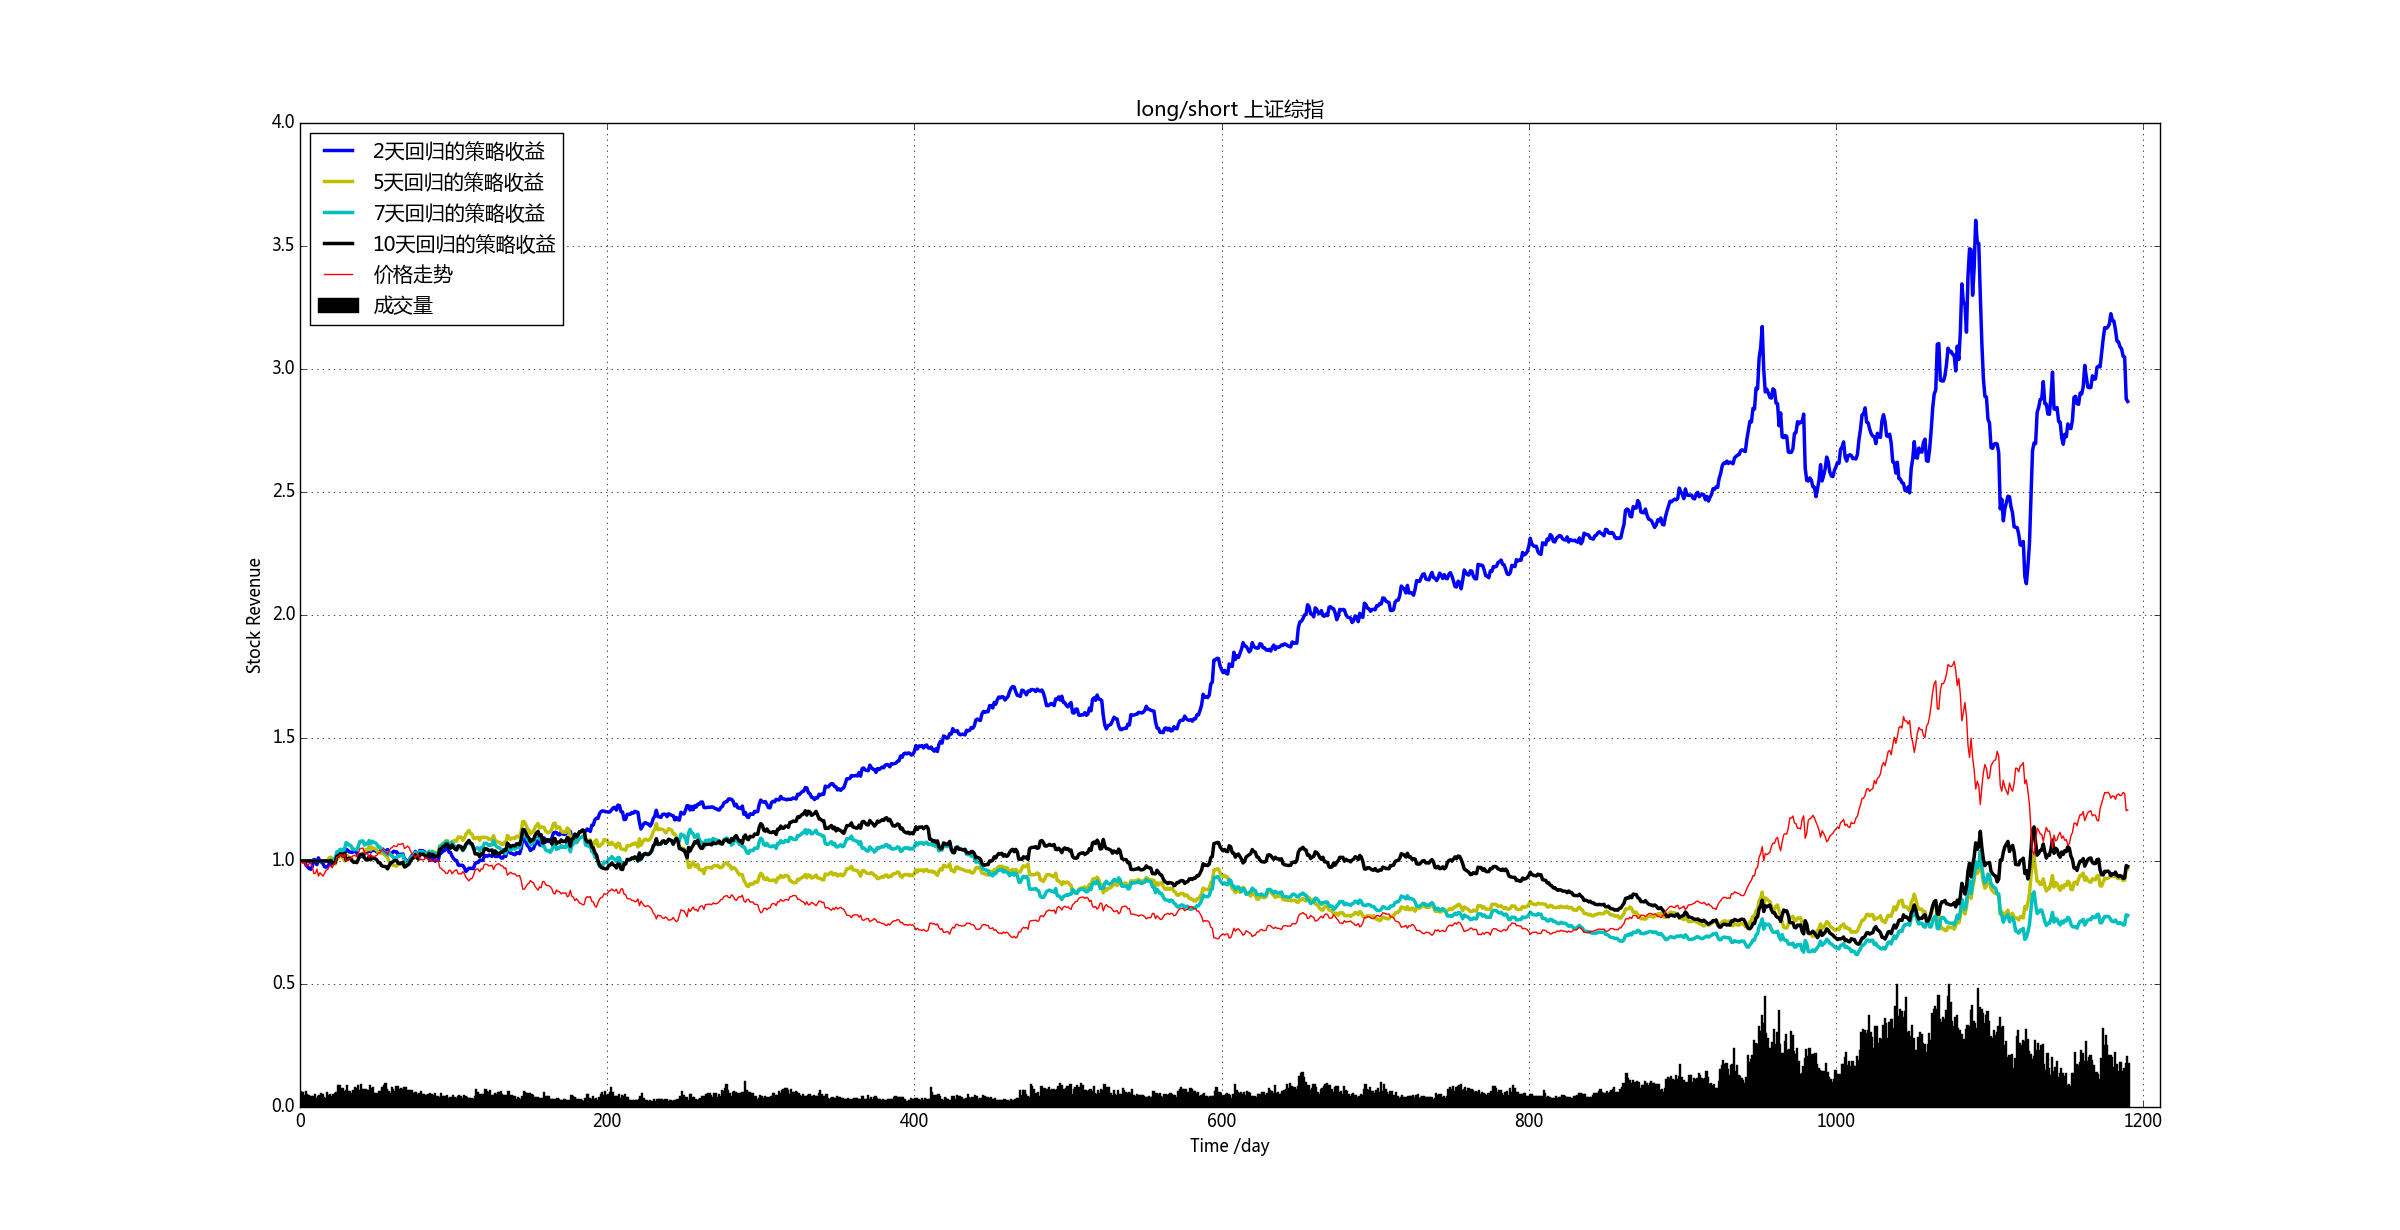 long/short 上证综指
4.0
3.5
3.0
2.5
2.0
1.5
1.0
0.5
0.0
2天回归的策略收益
5天回归的策略收益
7天回归的策略收益
10天回归的策略收益
价格走势
成交量
Stock Revenue
0
200
400
600
800
1000
1200
Time /day